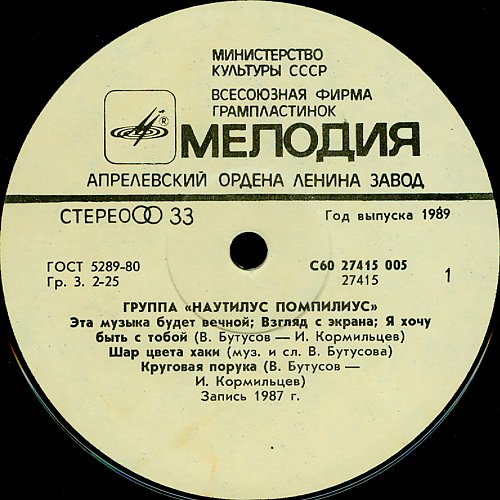 МИНИСТЕРСТВО
КУЛЬТУРЫ СССР
ВСЕСОЮЗНАЯ ФИРМА
ГРАМПЛАСТИНОК
®
МЕЛОДИЯ
АПРЕЛЕВСКИЙ ОРДЕНА ЛЕНИНА ЗАВОД
СТЕРЕО 33
Год выпуска 1989
ГОСТ 5289-80
Гр. 3. 2-25
С60 27415 005
27415
1
ГРУППА «НАУТИЛУС ПОМПИЛИУС»
Эта музыка будет вечной; Взгляд с экрана; Я хочу
быть с тобой (В. Бутусов — И. Кормильцев)
Шар цвета хаки (муз. и сл. В. Бутусова)
Круговая порука (В. Бутусов —
И. Кормильцев)
Запись 1987 г.